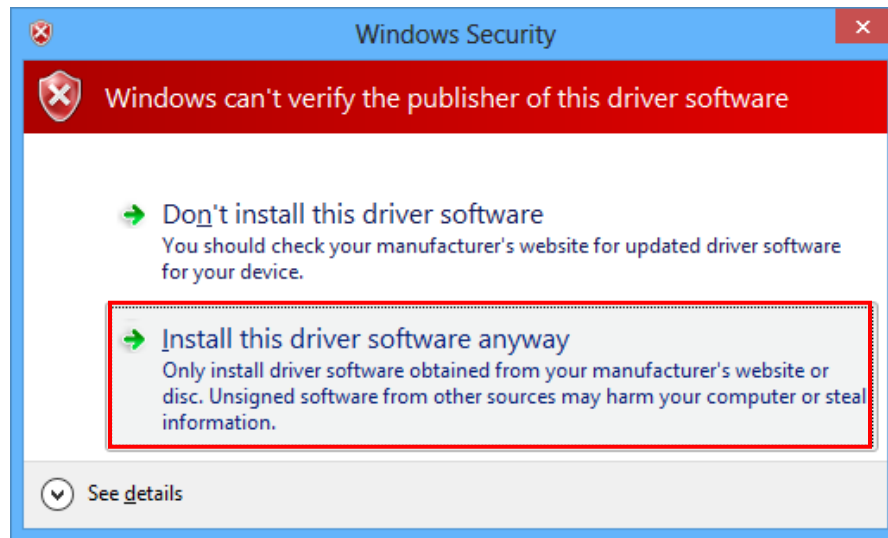 Windows Security
Windows can't verify the publisher of this driver software
Don't install this driver software
You should check your manufacturer's website for updated driver software
for your device.
Install this driver software anyway
Only install driver software obtained from your manufacturer's website or
disc. Unsigned software from other sources may harm your computer or steal
information.
See details